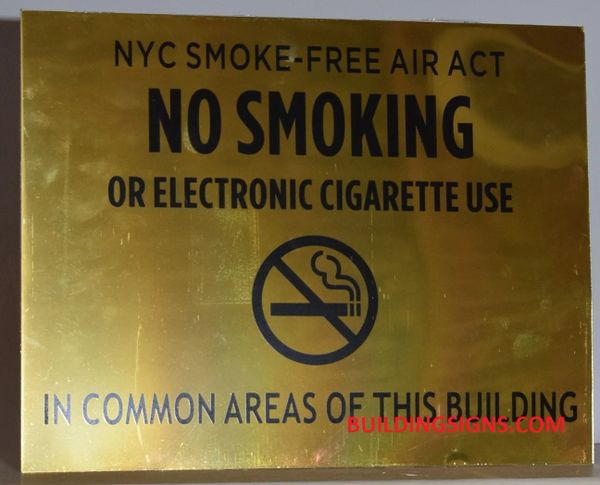 NYC SMOKE-FREE AIR ACT
NO SMOKING
OR ELECTRONIC CIGARETTE USE
IN COMMON AREAS OF THIS BUILDING
BUILDINGSIGNS.COM